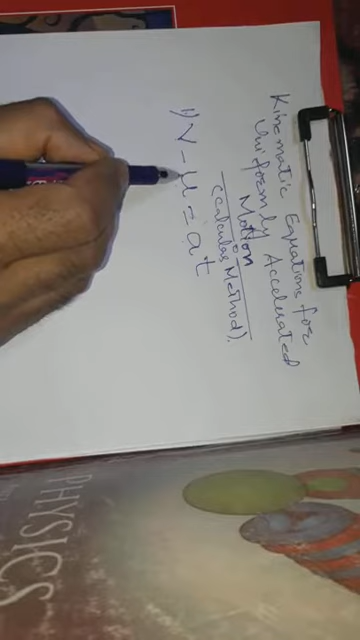 Kinematic Equations for
Uniformly Accelerated
Motion
(Calculus Method).
1) V - u = at
PHYSICS